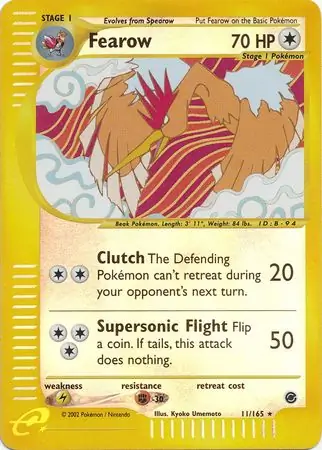 STAGE 1
Evolves from Spearow
Put Fearow on the Basic Pokémon
Fearow
70 HP
Stage 1 Pokémon
Beak Pokémon, Length: 3' 11", Weight: 84 lbs. ID:B-94
Clutch The Defending
Pokémon can't retreat during
your opponent's next turn.
20
Supersonic Flight Flip
a coin. If tails, this attack
does nothing.
50
weakness
resistance
retreat cost
-30
© 2002 Pokémon / Nintendo
Illus. Kyoko Umemoto
11/165 ★
e